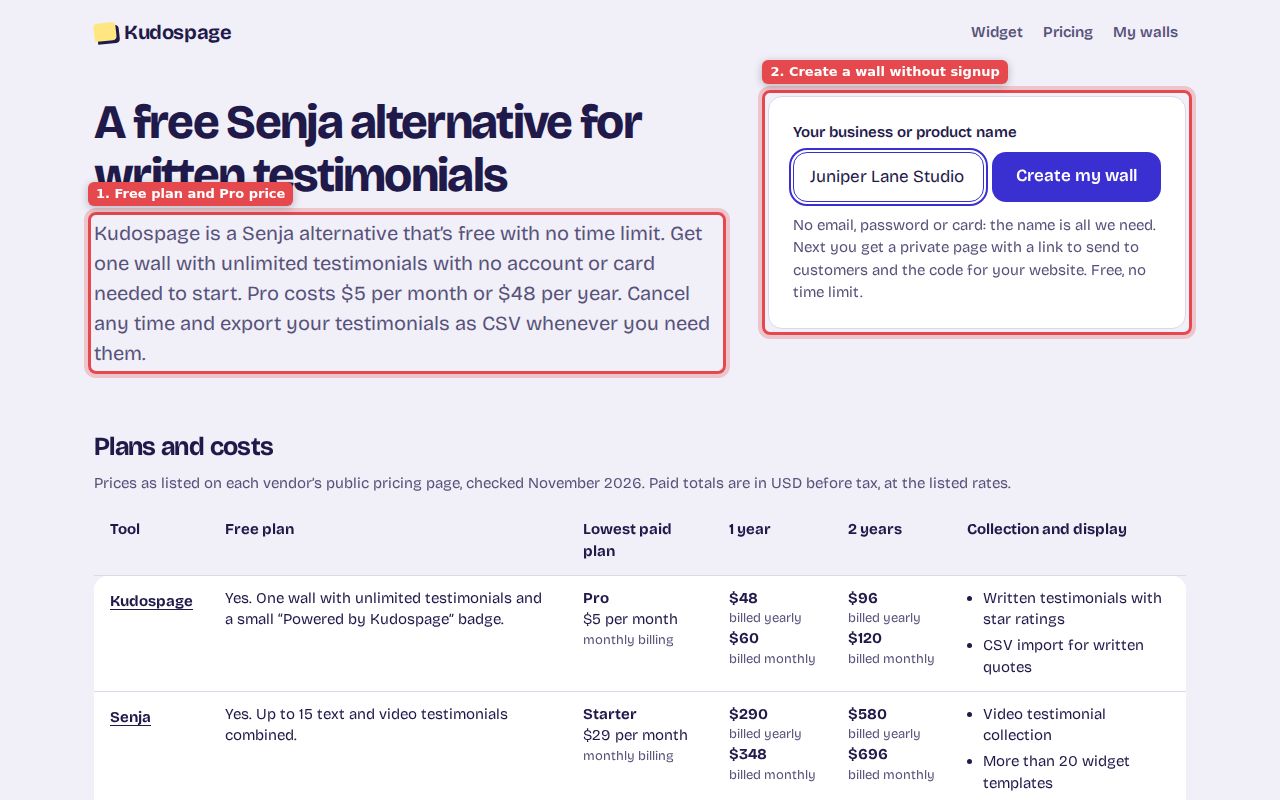 Kudospage
Widget Pricing My walls
A free Senja alternative for
written testimonials
1. Free plan and Pro price
Kudospage is a Senja alternative that's free with no time limit. Get
one wall with unlimited testimonials with no account or card
needed to start. Pro costs $5 per month or $48 per year. Cancel
any time and export your testimonials as CSV whenever you need
them.
2. Create a wall without signup
Your business or product name
Juniper Lane Studio
Create my wall
No email, password or card: the name is all we need.
Next you get a private page with a link to send to
customers and the code for your website. Free, no
time limit.
Plans and costs
Prices as listed on each vendor's public pricing page, checked November 2026. Paid totals are in USD before tax, at the listed rates.
Tool
Free plan
Lowest paid
plan
1 year
2 years
Collection and display
Kudospage
Yes. One wall with unlimited testimonials and
a small “Powered by Kudospage” badge.
Pro
$5 per month
monthly billing
$48
billed yearly
$60
billed monthly
$96
billed yearly
$120
billed monthly
• Written testimonials with
star ratings
• CSV import for written
quotes
Senja
Yes. Up to 15 text and video testimonials
combined.
Starter
$29 per month
monthly billing
$290
billed yearly
$348
billed monthly
$580
billed yearly
$696
billed monthly
• Video testimonial
collection
• More than 20 widget
templates